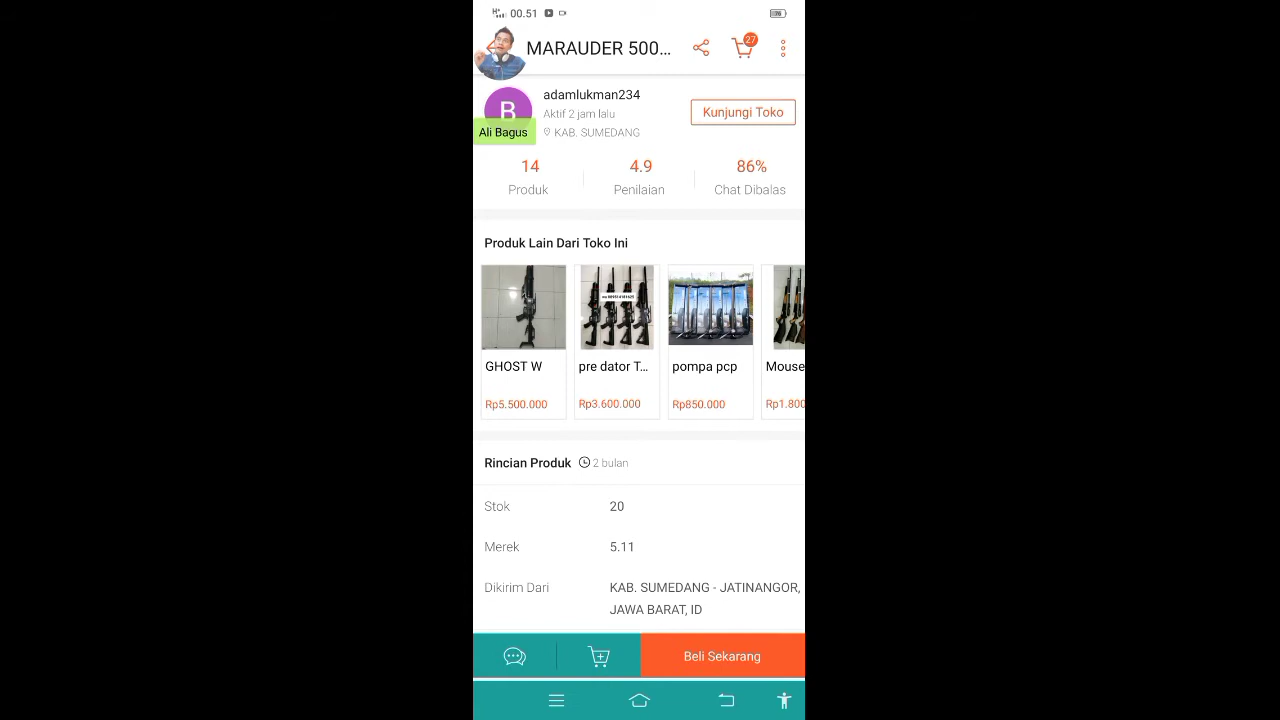 00.51
MARAUDER 500...
27
adamlukman234
B
Aktif 2 jam lalu
Kunjungi Toko
Ali Bagus
KAB. SUMEDANG
14
4.9
86%
Produk
Penilaian
Chat Dibalas
Produk Lain Dari Toko Ini
GHOST W
pre dator T...
pompa pcp
Mouse
Rp5.500.000
Rp3.600.000
Rp850.000
Rp1.800
Rincian Produk
2 bulan
Stok
20
Merek
5.11
Dikirim Dari
KAB. SUMEDANG - JATINANGOR,
JAWA BARAT, ID
Beli Sekarang